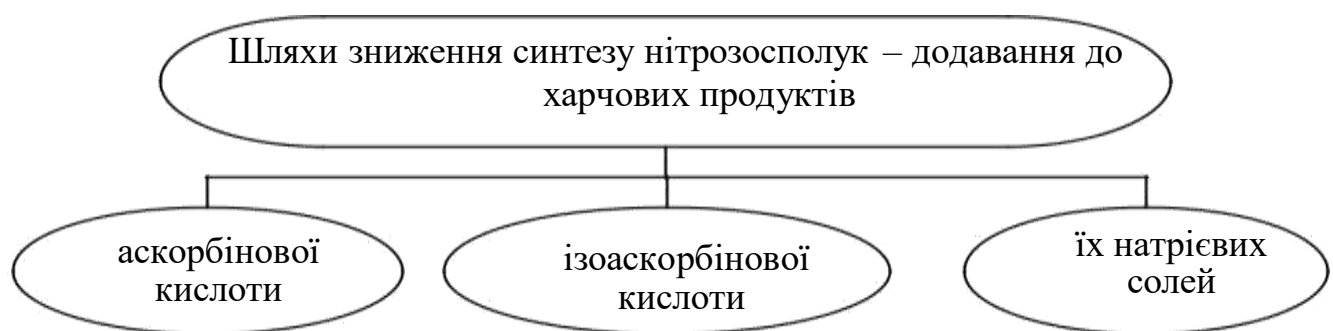 Шляхи зниження синтезу нітрозосполук – додавання до
харчових продуктів
аскорбінової
кислоти
ізоаскорбінової
кислоти
їх натрієвих
солей